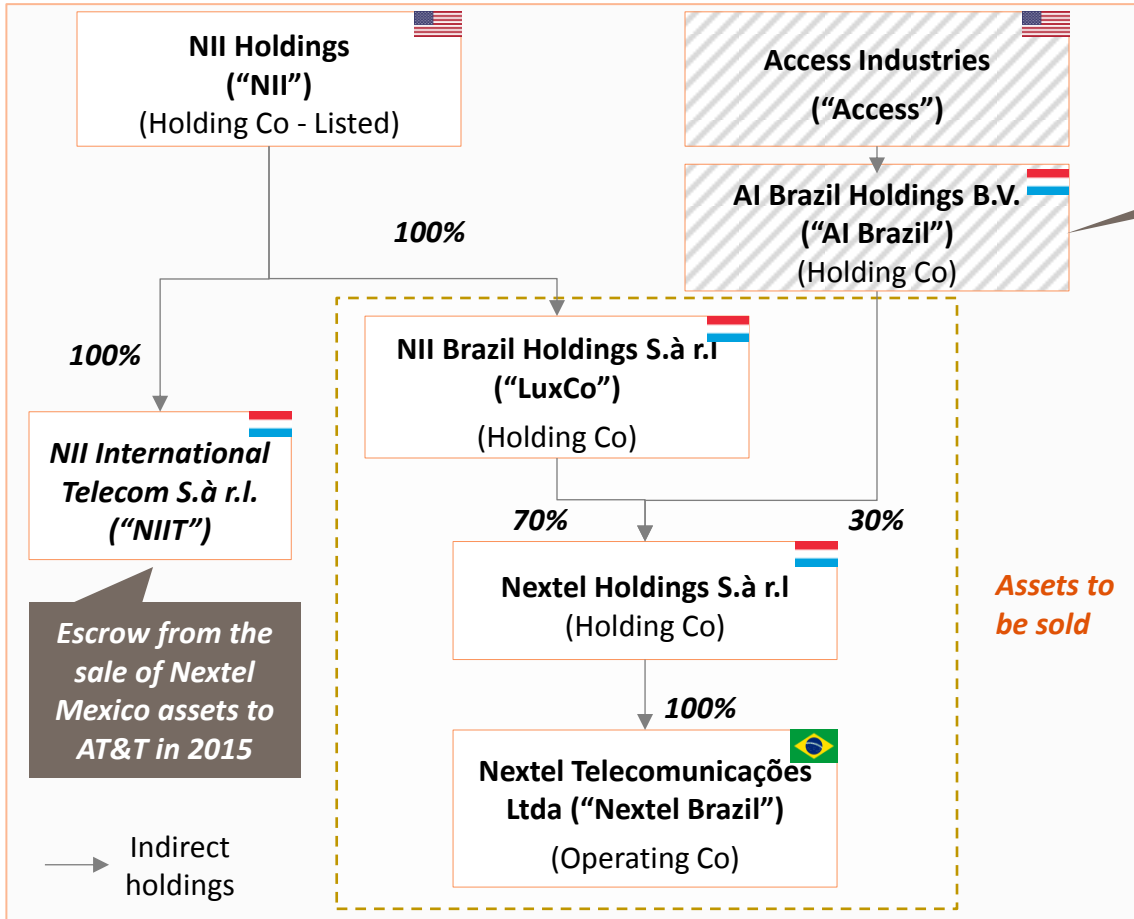 NII Holdings
(“NII”)
(Holding Co - Listed)
Access Industries
(“Access”)
AI Brazil Holdings B.V.
(“AI Brazil”)
(Holding Co)
100%
100%
NII Brazil Holdings S.à r.l
(“LuxCo”)
(Holding Co)
NII International
Telecom S.à r.l.
(“NIIT”)
70%
30%
Nextel Holdings S.à r.l
(Holding Co)
Assets to
be sold
Escrow from the
sale of Nextel
Mexico assets to
AT&T in 2015
100%
Nextel Telecomunicações
Ltda (“Nextel Brazil”)
(Operating Co)
Indirect
holdings